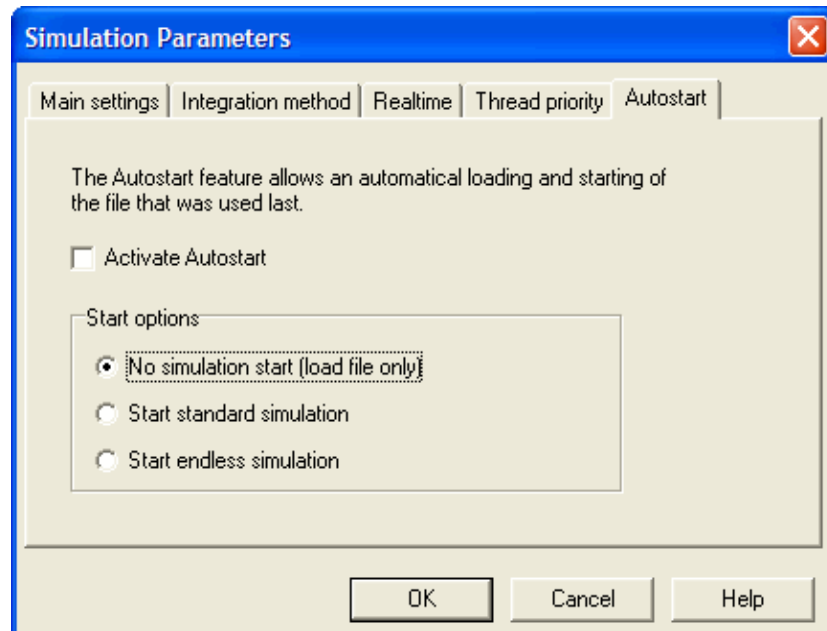 Simulation Parameters
Main settings
Integration method
Realtime
Thread priority
Autostart
The Autostart feature allows an automatical loading and starting of
the file that was used last.
Activate Autostart
Start options
No simulation start (load file only)
Start standard simulation
Start endless simulation
OK
Cancel
Help